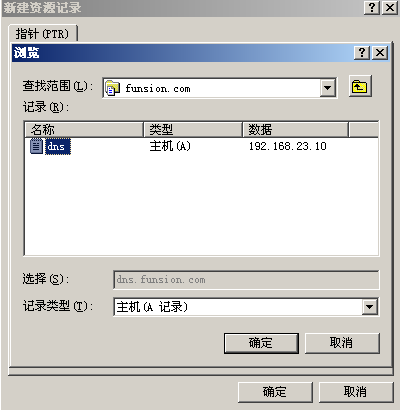 新建资源记录
指针(PTR)
浏览
查找范围(L): funsion.com
记录(R):
名称 类型 数据
dns 主机(A) 192.168.23.10
选择(S): dns.funsion.com
记录类型(T): 主机(A 记录)
确定 取消
确定 取消